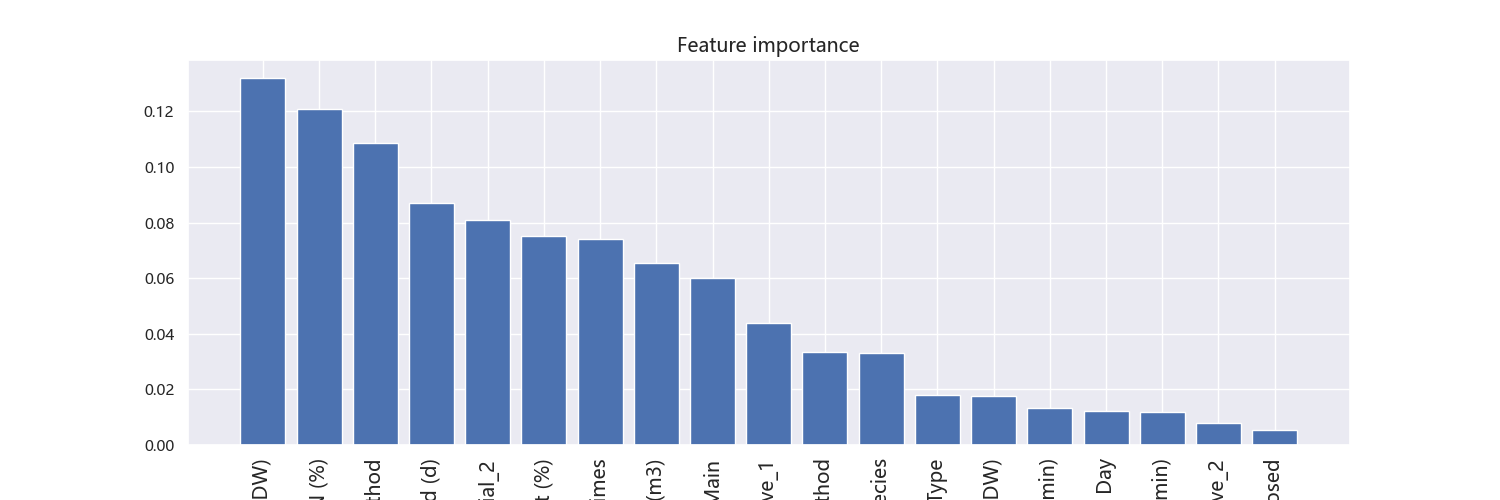 Feature importance
0.12
0.10
0.08
0.06
0.04
0.02
0.00
DW)
(%)
thod
(d)
ial_2
(%)
imes
(m3)
Main
ve_1
thod
ecies
Type
DW)
min)
Day
min)
ve_2
osed